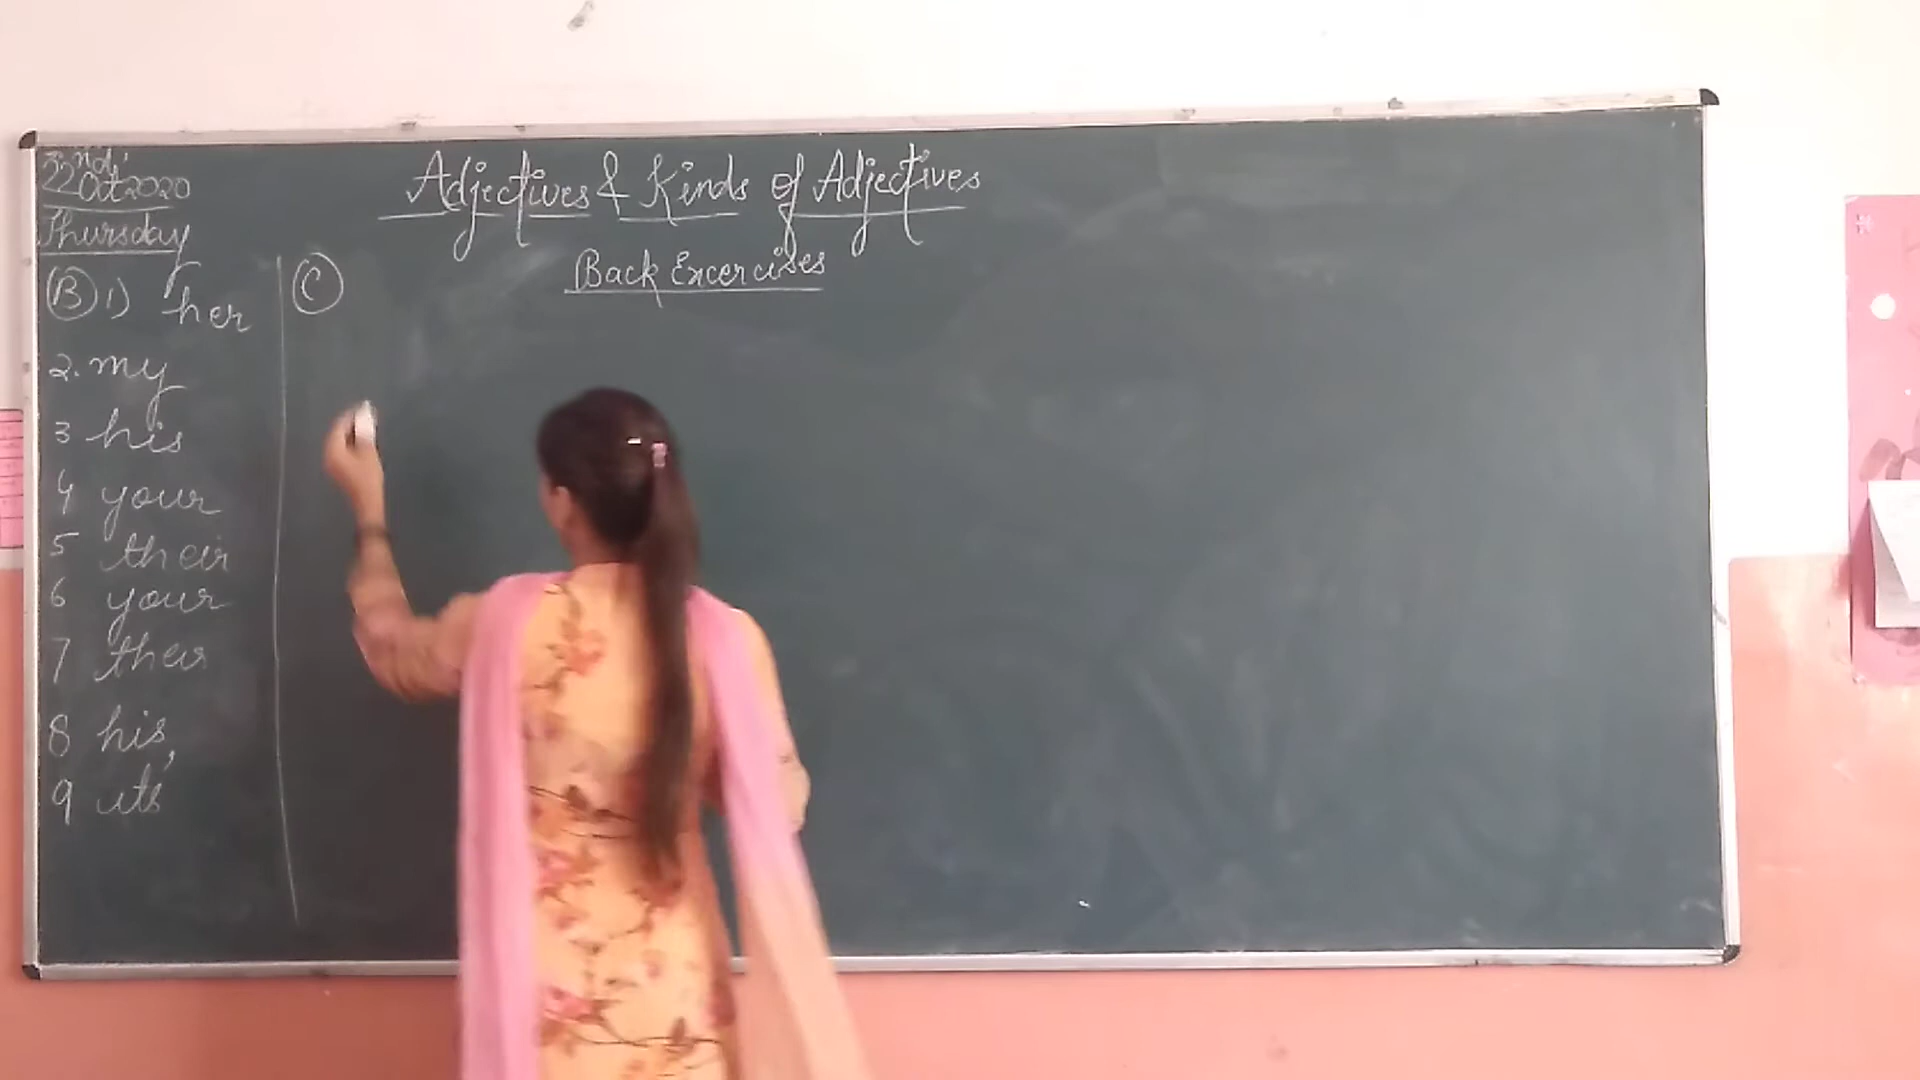 22nd Oct 2020
Thursday
Adjectives & Kinds of Adjectives
Back Excercises
(B) 1) her
2. my
3 his
4 your
5 their
6 your
7 their
8 his,
9 its
(C)